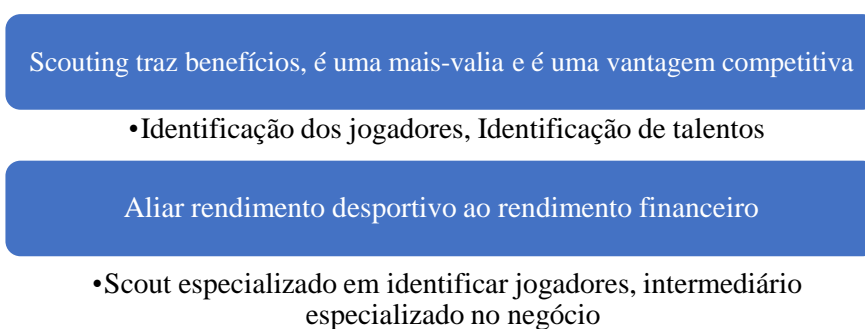 Scouting traz benefícios, é uma mais-valia e é uma vantagem competitiva
•Identificação dos jogadores, Identificação de talentos
Aliar rendimento desportivo ao rendimento financeiro
•Scout especializado em identificar jogadores, intermediário
especializado no negócio